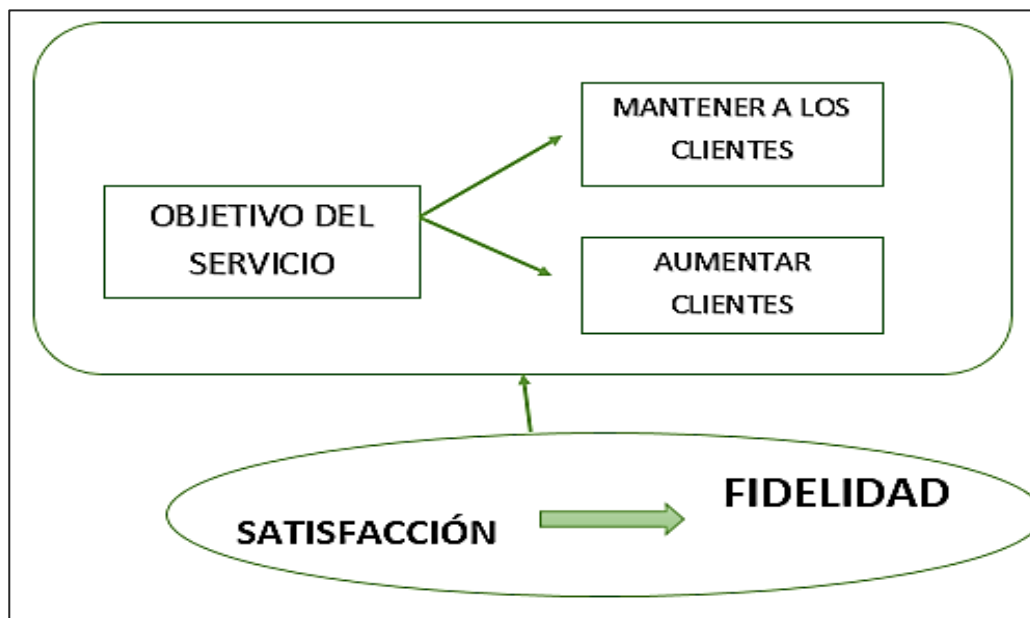 MANTENER A LOS
CLIENTES
OBJETIVO DEL
SERVICIO
AUMENTAR
CLIENTES
FIDELIDAD
SATISFACCIÓN